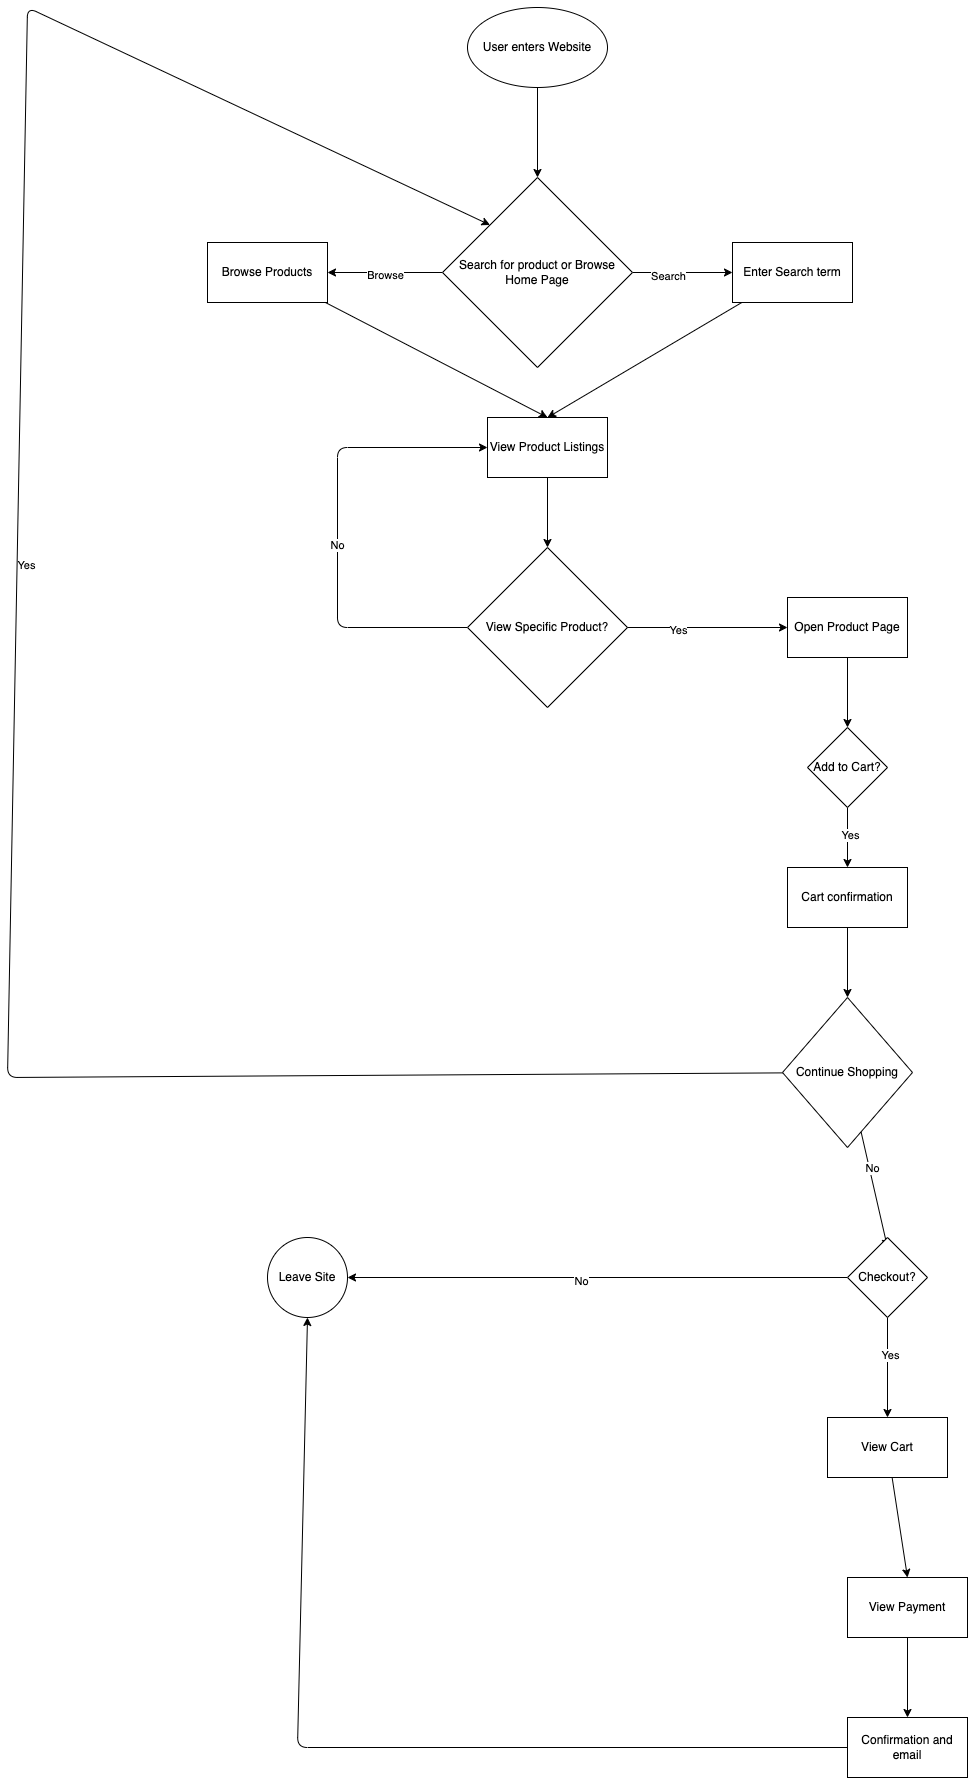 User enters Website
Search for product or Browse
Home Page
Browse Products
Browse
Search
Enter Search term
View Product Listings
No
Yes
View Specific Product?
Yes
Open Product Page
Add to Cart?
Yes
Cart confirmation
Continue Shopping
No
Leave Site
No
Checkout?
Yes
View Cart
View Payment
Confirmation and
email